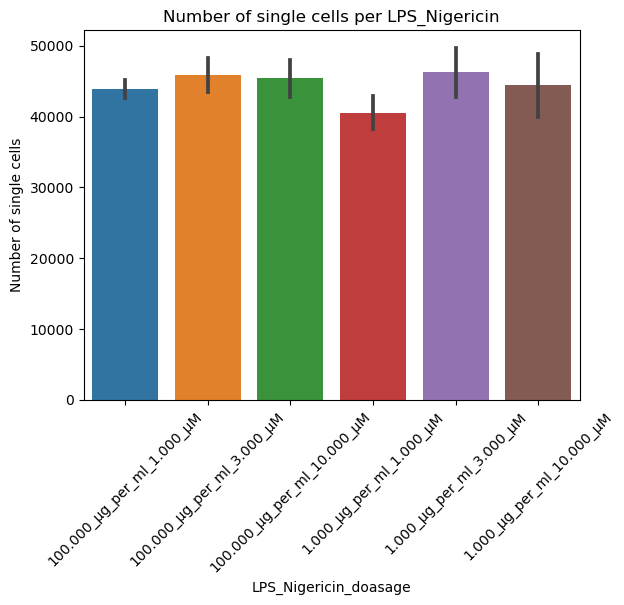 Number of single cells per LPS_Nigericin
50000
40000
30000
20000
10000
0
Number of single cells
100.000_µg_per_ml_1.000_µM
100.000_µg_per_ml_3.000_µM
100.000_µg_per_ml_10.000_µM
1.000_µg_per_ml_1.000_µM
1.000_µg_per_ml_3.000_µM
1.000_µg_per_ml_10.000_µM
LPS_Nigericin_doasage